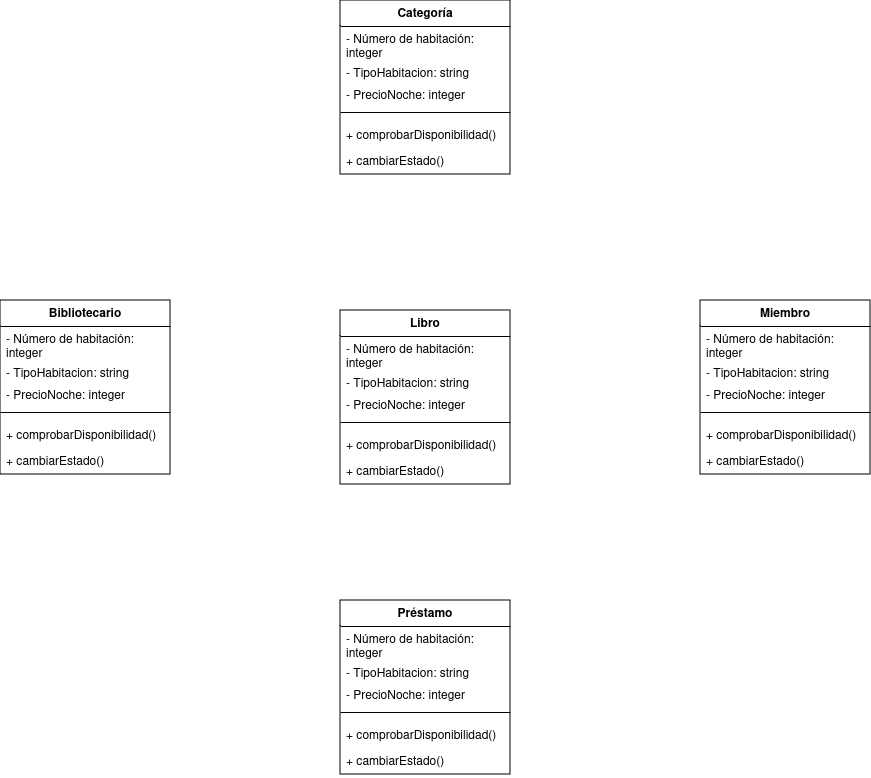 Categoría
- Número de habitación:
integer
- TipoHabitacion: string
- PrecioNoche: integer
+ comprobarDisponibilidad()
+ cambiarEstado()
Bibliotecario
- Número de habitación:
integer
- TipoHabitacion: string
- PrecioNoche: integer
+ comprobarDisponibilidad()
+ cambiarEstado()
Libro
- Número de habitación:
integer
- TipoHabitacion: string
- PrecioNoche: integer
+ comprobarDisponibilidad()
+ cambiarEstado()
Miembro
- Número de habitación:
integer
- TipoHabitacion: string
- PrecioNoche: integer
+ comprobarDisponibilidad()
+ cambiarEstado()
Préstamo
- Número de habitación:
integer
- TipoHabitacion: string
- PrecioNoche: integer
+ comprobarDisponibilidad()
+ cambiarEstado()